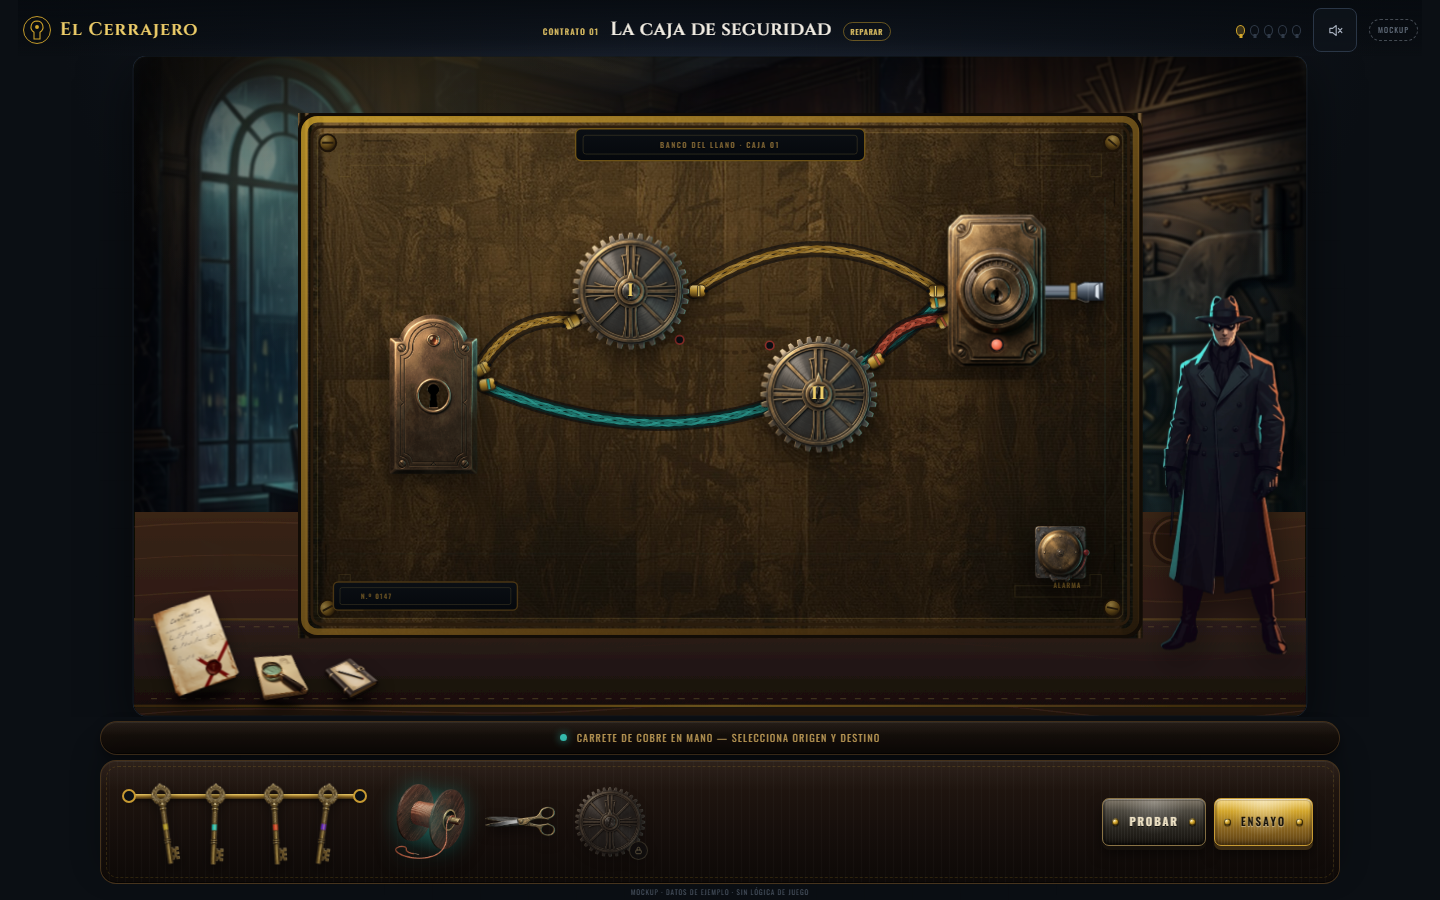 El Cerrajero
CONTRATO 01 La caja de seguridad REPARAR
MOCKUP
BANCO DEL LLANO · CAJA 01
I
II
ALARMA
N.º 0147
CARRETE DE COBRE EN MANO — SELECCIONA ORIGEN Y DESTINO
PROBAR
ENSAYO
MOCKUP · DATOS DE EJEMPLO · SIN LÓGICA DE JUEGO